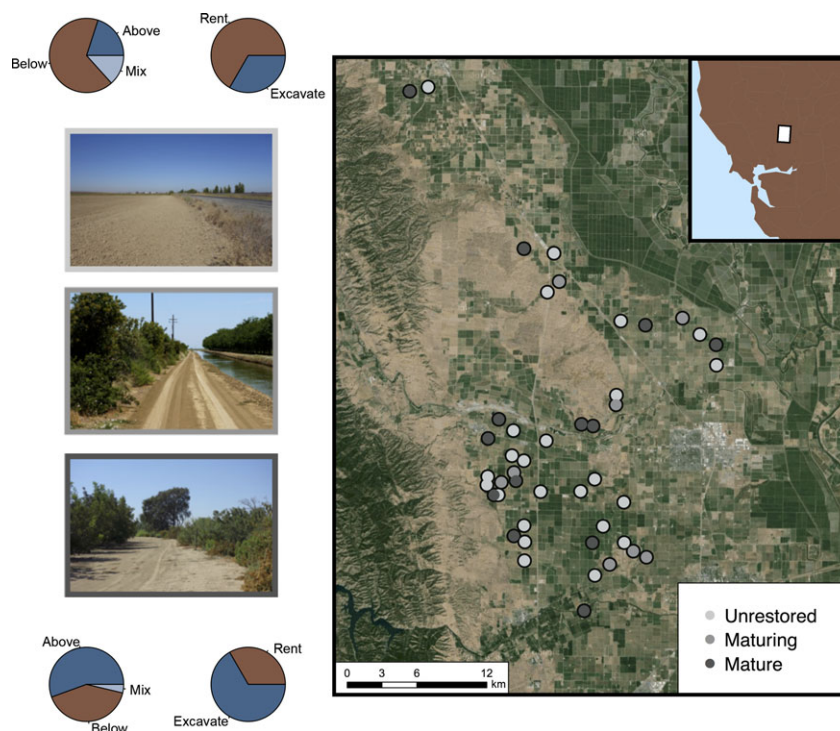 Above
Below
Mix
Rent
Excavate
Above
Mix
Below
Rent
Excavate
Unrestored
Maturing
Mature
0 3 6 12
km